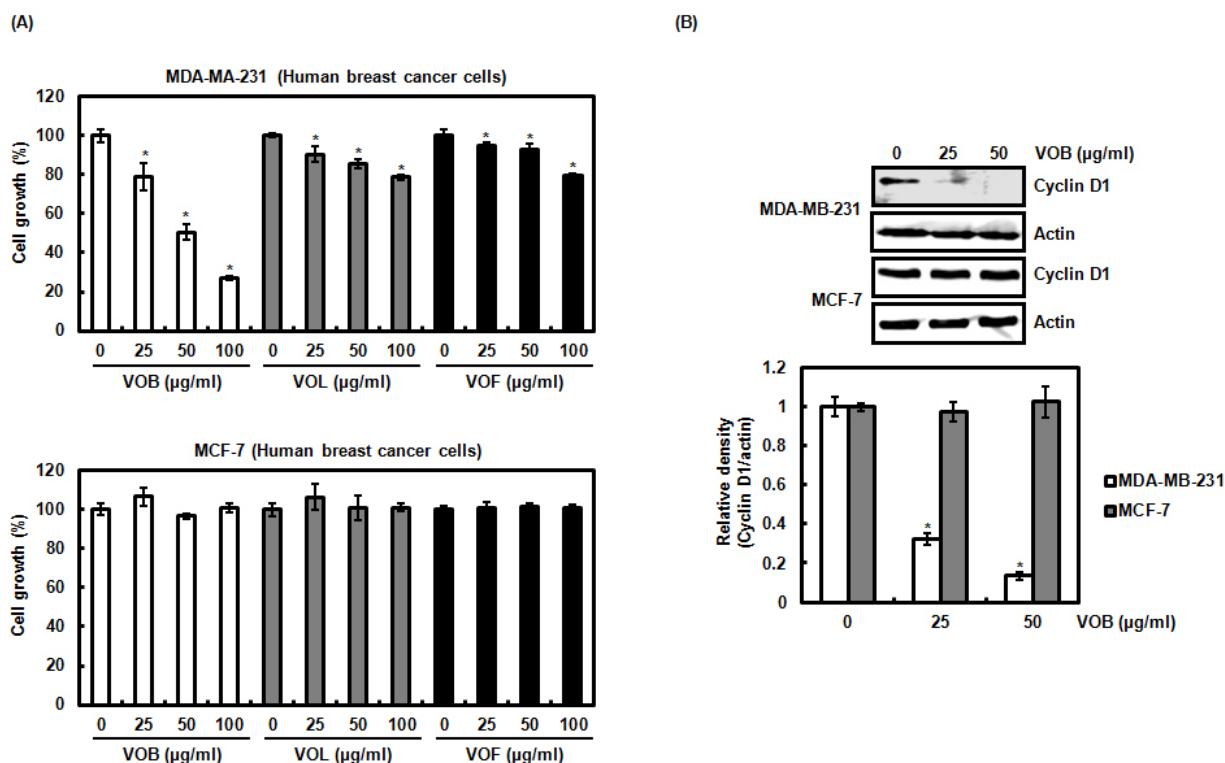 (A)
MDA-MA-231 (Human breast cancer cells)
Cell growth (%)
120
100
80
60
40
20
0
* * * * * * * * *
0 25 50 100 0 25 50 100 0 25 50 100
VOB (µg/ml) VOL (µg/ml) VOF (µg/ml)
MCF-7 (Human breast cancer cells)
Cell growth (%)
120
100
80
60
40
20
0
0 25 50 100 0 25 50 100 0 25 50 100
VOB (µg/ml) VOL (µg/ml) VOF (µg/ml)
(B)
0 25 50 VOB (µg/ml)
MDA-MB-231
Cyclin D1
Actin
MCF-7
Cyclin D1
Actin
Relative density
(Cyclin D1/actin)
1.2
1
0.8
0.6
0.4
0.2
0
* *
MDA-MB-231
MCF-7
0 25 50 VOB (µg/ml)